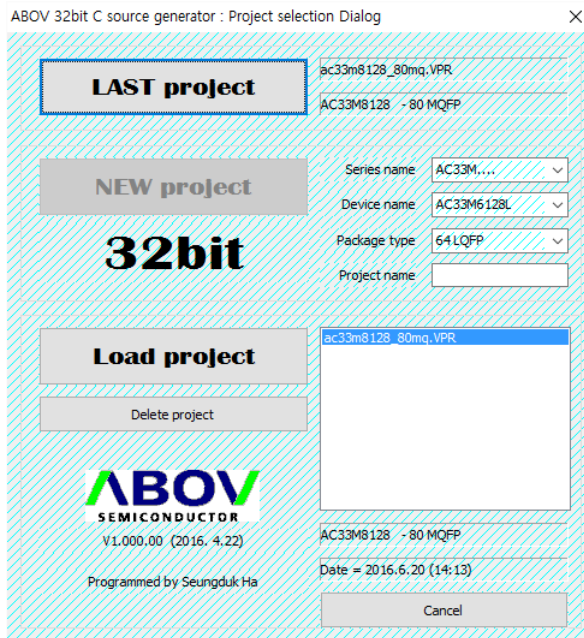 ABOV 32bit C source generator : Project selection Dialog
LAST project
ac33m8128_80mq.VPR
AC33M8128 - 80 MQFP
NEW project
Series name AC33M....
Device name AC33M6128L
32bit
Package type 64 LQFP
Project name
Load project
ac33m8128_80mq.VPR
Delete project
ABOV
SEMICONDUCTOR
V1.000.00 (2016. 4.22)
AC33M8128 - 80 MQFP
Date = 2016.6.20 (14:13)
Programmed by Seungduk Ha
Cancel